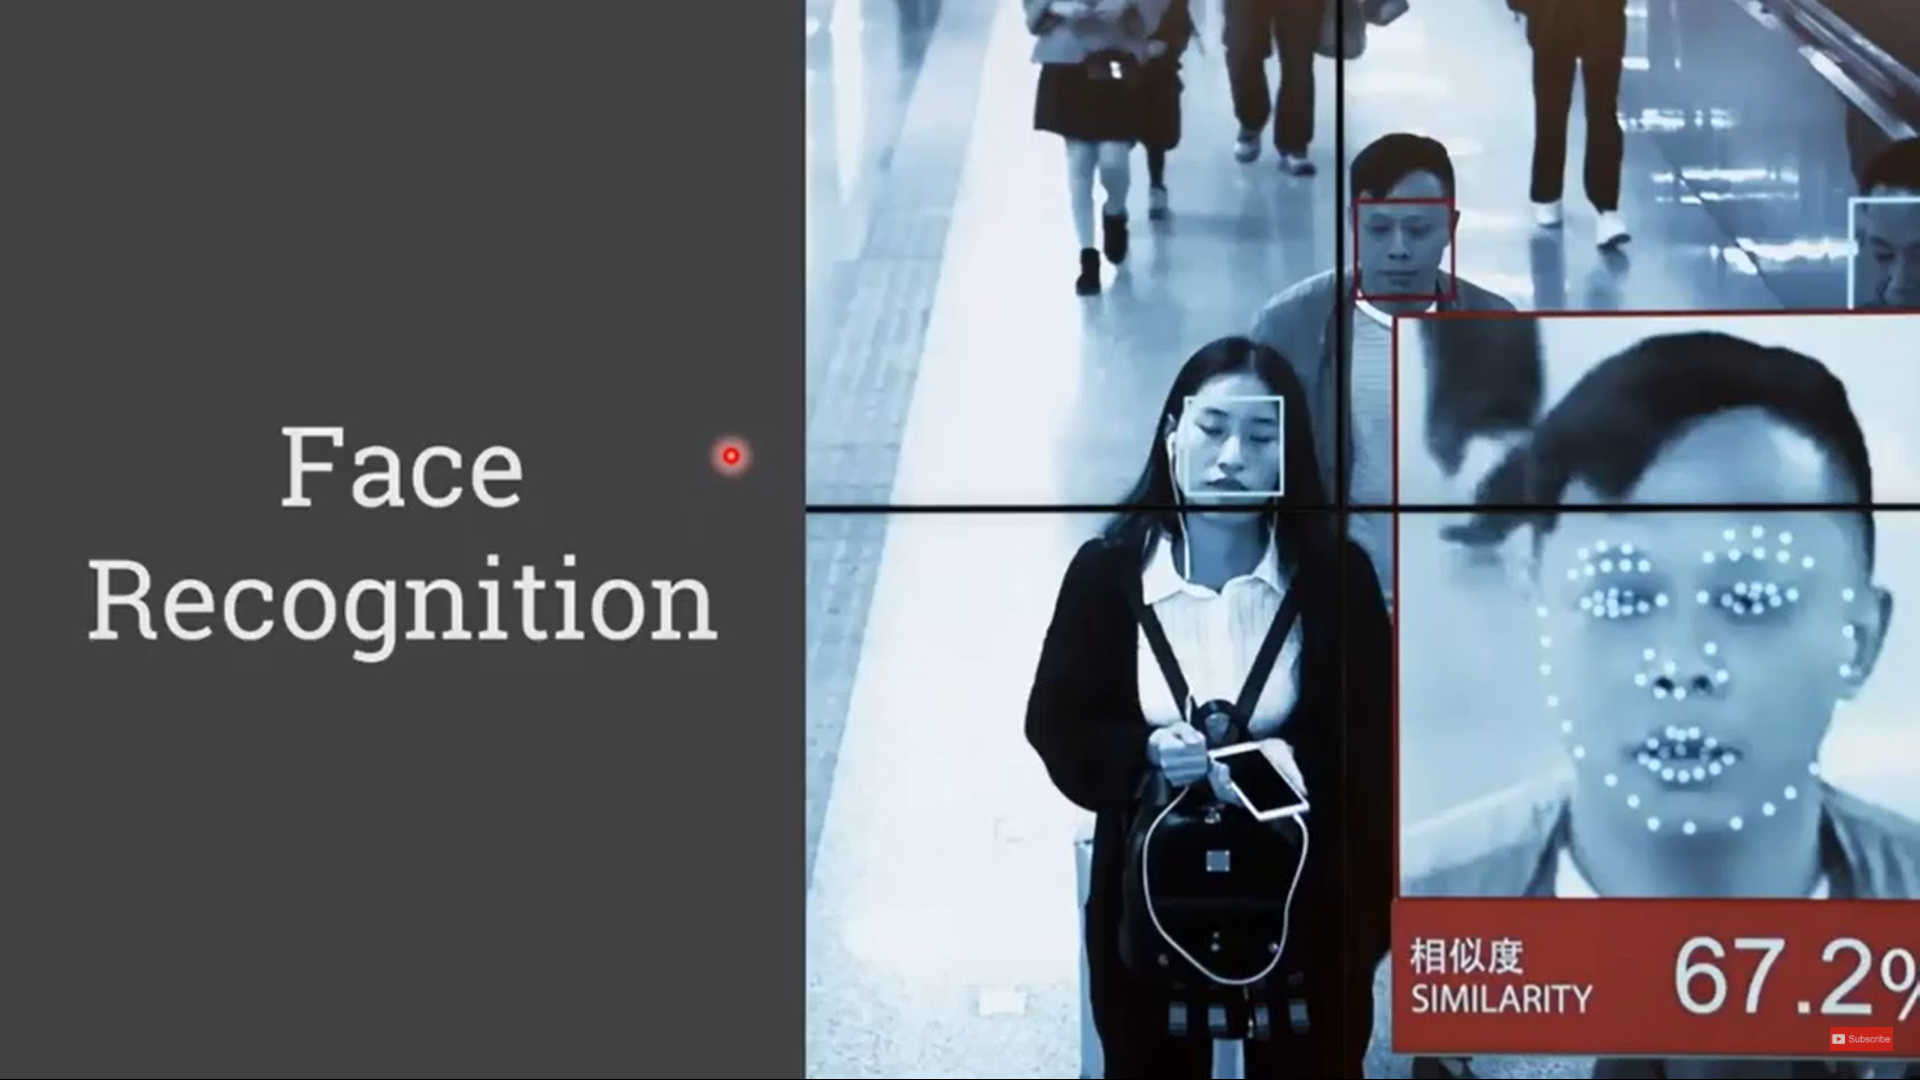 Face
Recognition
相似度
SIMILARITY
67.2%
Subscribe